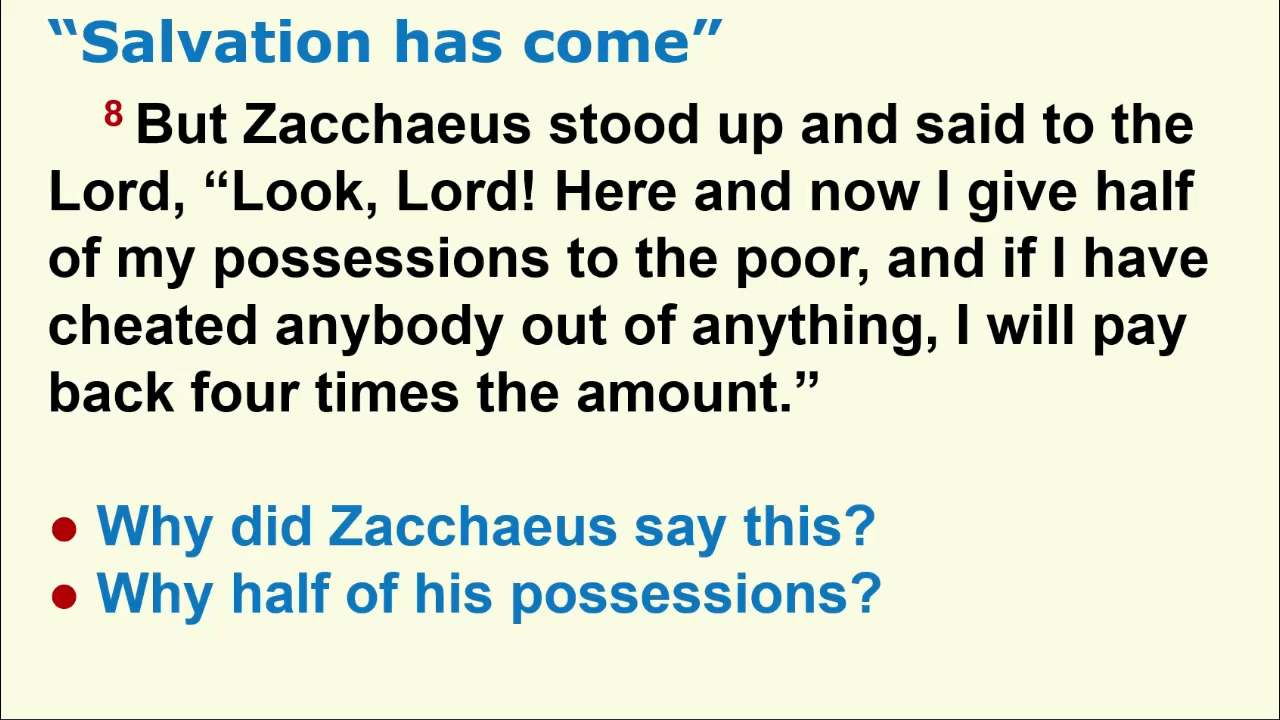 “Salvation has come”
8 But Zacchaeus stood up and said to the
Lord, “Look, Lord! Here and now I give half
of my possessions to the poor, and if I have
cheated anybody out of anything, I will pay
back four times the amount.”
● Why did Zacchaeus say this?
● Why half of his possessions?